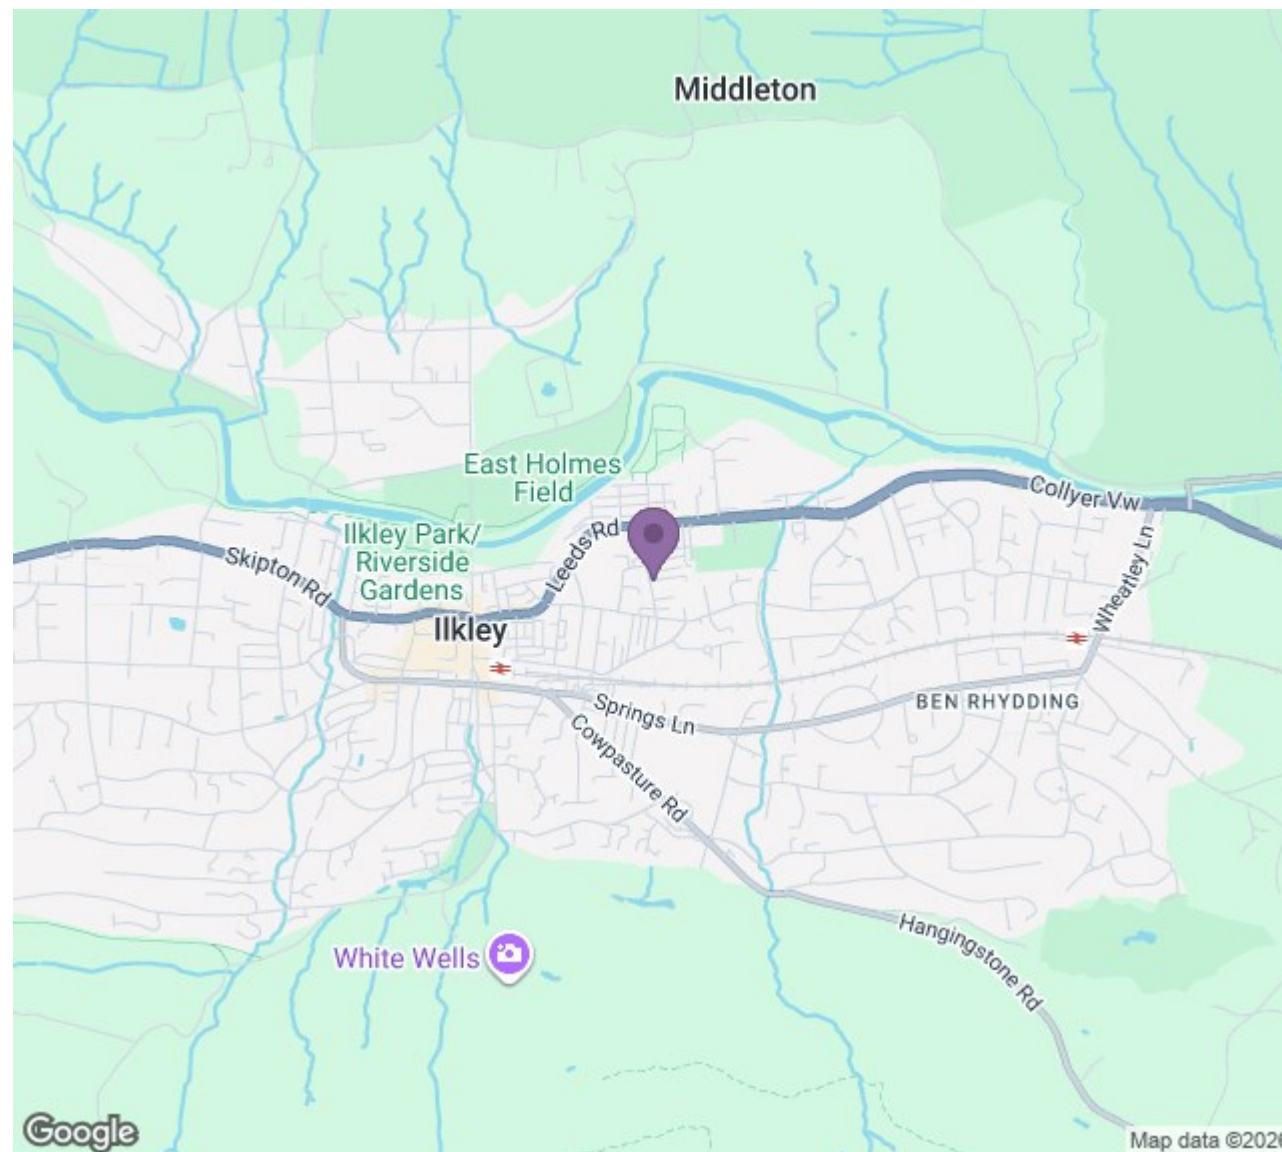 Middleton
East Holmes
Field
Collyer Vw
Leeds Rd
Ilkley Park/
Riverside
Gardens
Skipton Rd
Wheatley Ln
Ilkley
Springs Ln
BEN RHYDDING
Cowpasture Rd
Hangingstone Rd
White Wells
Google
Map data ©2026